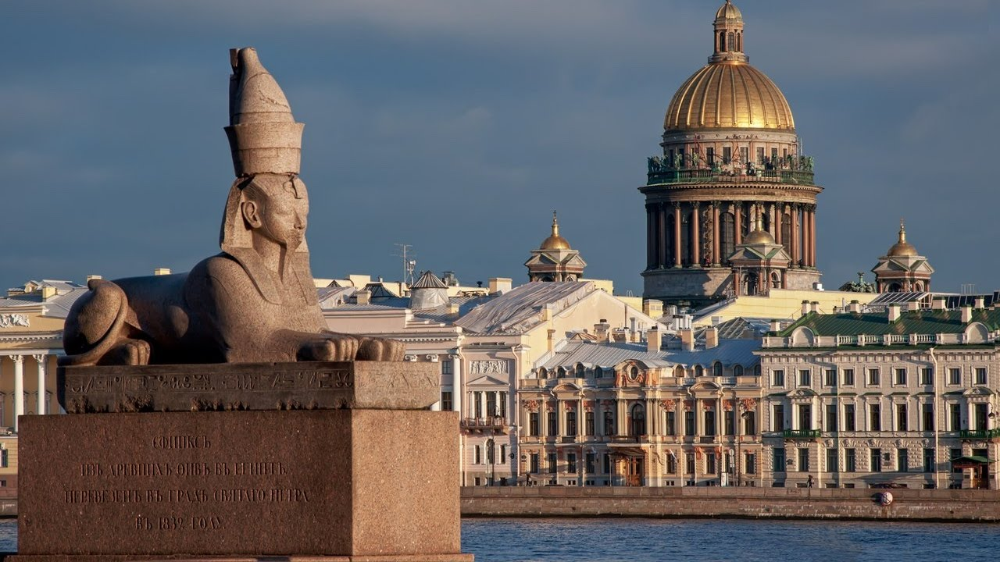 СФИНКСЪ
ИЗЪ ДРЕВНИХЪ ѲИВЪ ВЪ ЕГИПТѢ
ПЕРЕВЕЗЕНЪ ВЪ ГРАДЪ СВЯТАГО ПЕТРА
ВЪ 1832 ГОДУ